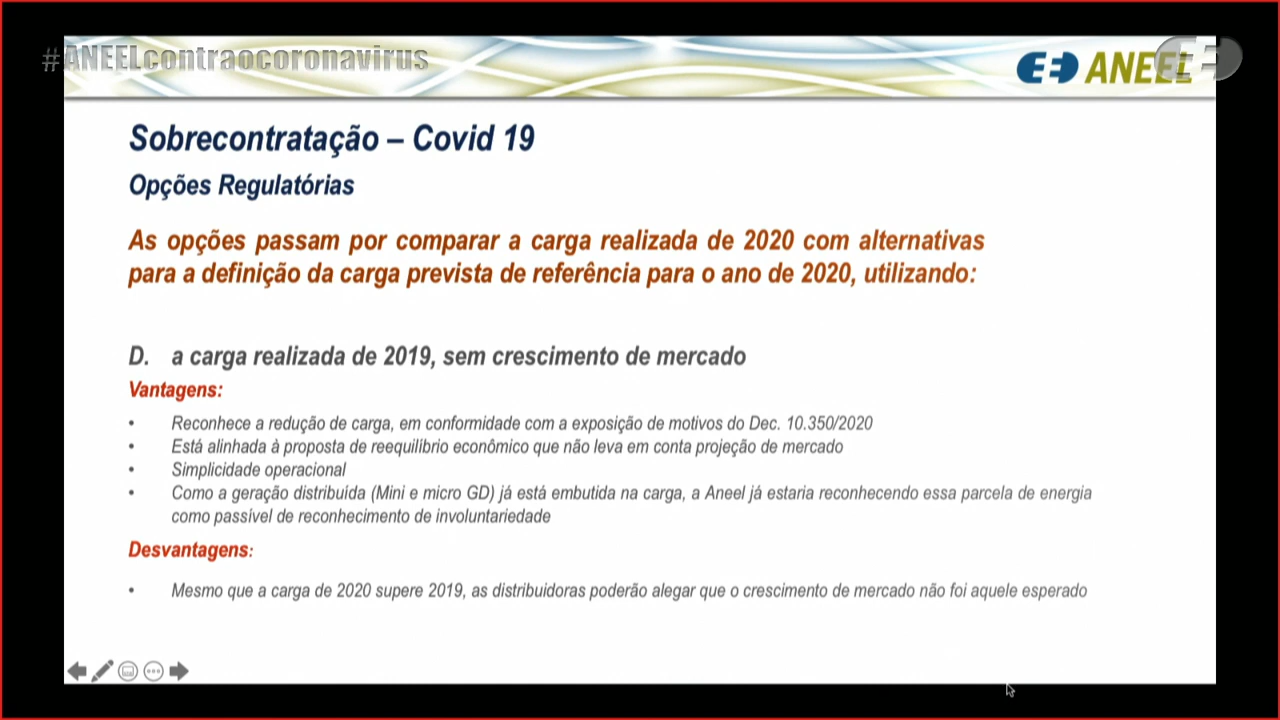 #ANEELcontraocoronavirus
ANEEL
Sobrecontratação – Covid 19
Opções Regulatórias
As opções passam por comparar a carga realizada de 2020 com alternativas
para a definição da carga prevista de referência para o ano de 2020, utilizando:
D. a carga realizada de 2019, sem crescimento de mercado
Vantagens:
• Reconhece a redução de carga, em conformidade com a exposição de motivos do Dec. 10.350/2020
• Está alinhada à proposta de reequilibrio econômico que não leva em conta projeção de mercado
• Simplicidade operacional
• Como a geração distribuída (Mini e micro GD) já está embutida na carga, a Aneel já estaria reconhecendo essa parcela de energia
como passível de reconhecimento de involuntariedade
Desvantagens:
• Mesmo que a carga de 2020 supere 2019, as distribuidoras poderão alegar que o crescimento de mercado não foi aquele esperado